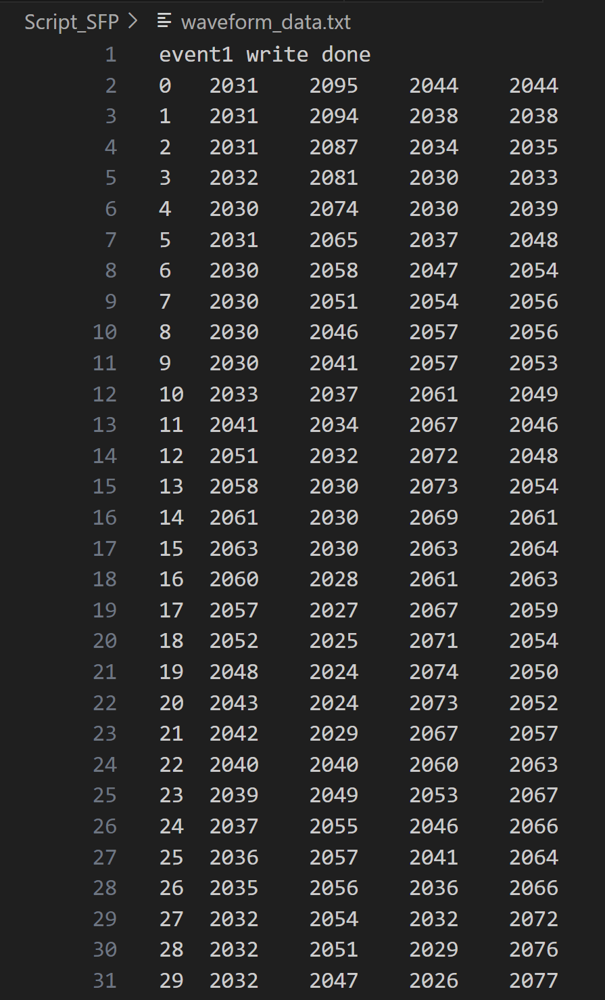 Script_SFP > waveform_data.txt
1 event1 write done
2 0 2031 2095 2044 2044
3 1 2031 2094 2038 2038
4 2 2031 2087 2034 2035
5 3 2032 2081 2030 2033
6 4 2030 2074 2030 2039
7 5 2031 2065 2037 2048
8 6 2030 2058 2047 2054
9 7 2030 2051 2054 2056
10 8 2030 2046 2057 2056
11 9 2030 2041 2057 2053
12 10 2033 2037 2061 2049
13 11 2041 2034 2067 2046
14 12 2051 2032 2072 2048
15 13 2058 2030 2073 2054
16 14 2061 2030 2069 2061
17 15 2063 2030 2063 2064
18 16 2060 2028 2061 2063
19 17 2057 2027 2067 2059
20 18 2052 2025 2071 2054
21 19 2048 2024 2074 2050
22 20 2043 2024 2073 2052
23 21 2042 2029 2067 2057
24 22 2040 2040 2060 2063
25 23 2039 2049 2053 2067
26 24 2037 2055 2046 2066
27 25 2036 2057 2041 2064
28 26 2035 2056 2036 2066
29 27 2032 2054 2032 2072
30 28 2032 2051 2029 2076
31 29 2032 2047 2026 2077